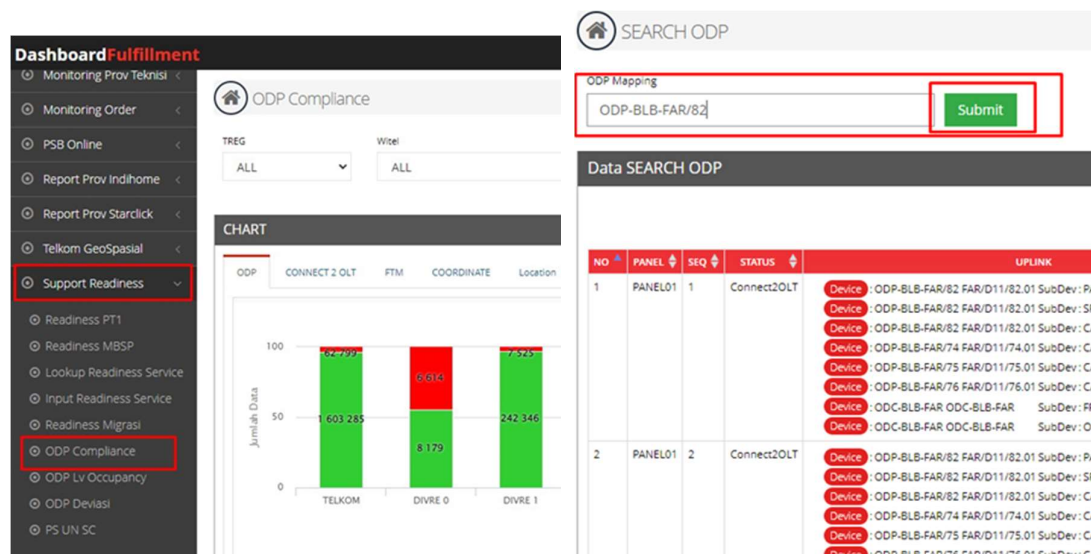 DashboardFulfillment
Monitoring Prov Teknisi
Monitoring Order
PSB Online
Report Prov Indihome
Report Prov Starclick
Telkom GeoSpasial
Support Readiness
Readiness PT1
Readiness MBSP
Lookup Readiness Service
Input Readiness Service
Readiness Migrasi
ODP Compliance
ODP Lv Occupancy
ODP Deviasi
PS UN SC
ODP Compliance
TREG Witel
ALL ALL
CHART
ODP CONNECT 2 OLT FTM COORDINATE Location
Jumlah Data
100
50
0
62 799 6 614 7 525
1 603 285 8 179 242 346
TELKOM DIVRE 0 DIVRE 1
SEARCH ODP
ODP Mapping
ODP-BLB-FAR/82 Submit
Data SEARCH ODP
NO PANEL SEQ STATUS UPLINK
1 PANEL01 1 Connect2OLT Device : ODP-BLB-FAR/82 FAR/D11/82.01 SubDev : PA
Device : ODP-BLB-FAR/82 FAR/D11/82.01 SubDev : SP
Device : ODP-BLB-FAR/82 FAR/D11/82.01 SubDev : CA
Device : ODP-BLB-FAR/74 FAR/D11/74.01 SubDev : CA
Device : ODP-BLB-FAR/75 FAR/D11/75.01 SubDev : CA
Device : ODP-BLB-FAR/76 FAR/D11/76.01 SubDev : CA
Device : ODC-BLB-FAR ODC-BLB-FAR SubDev :
Device : ODC-BLB-FAR ODC-BLB-FAR SubDev :
2 PANEL01 2 Connect2OLT Device : ODP-BLB-FAR/82 FAR/D11/82.01 SubDev : PA
Device : ODP-BLB-FAR/82 FAR/D11/82.01 SubDev : SP
Device : ODP-BLB-FAR/82 FAR/D11/82.01 SubDev : CA
Device : ODP-BLB-FAR/74 FAR/D11/74.01 SubDev : CA
Device : ODP-BLB-FAR/75 FAR/D11/75.01 SubDev : CA